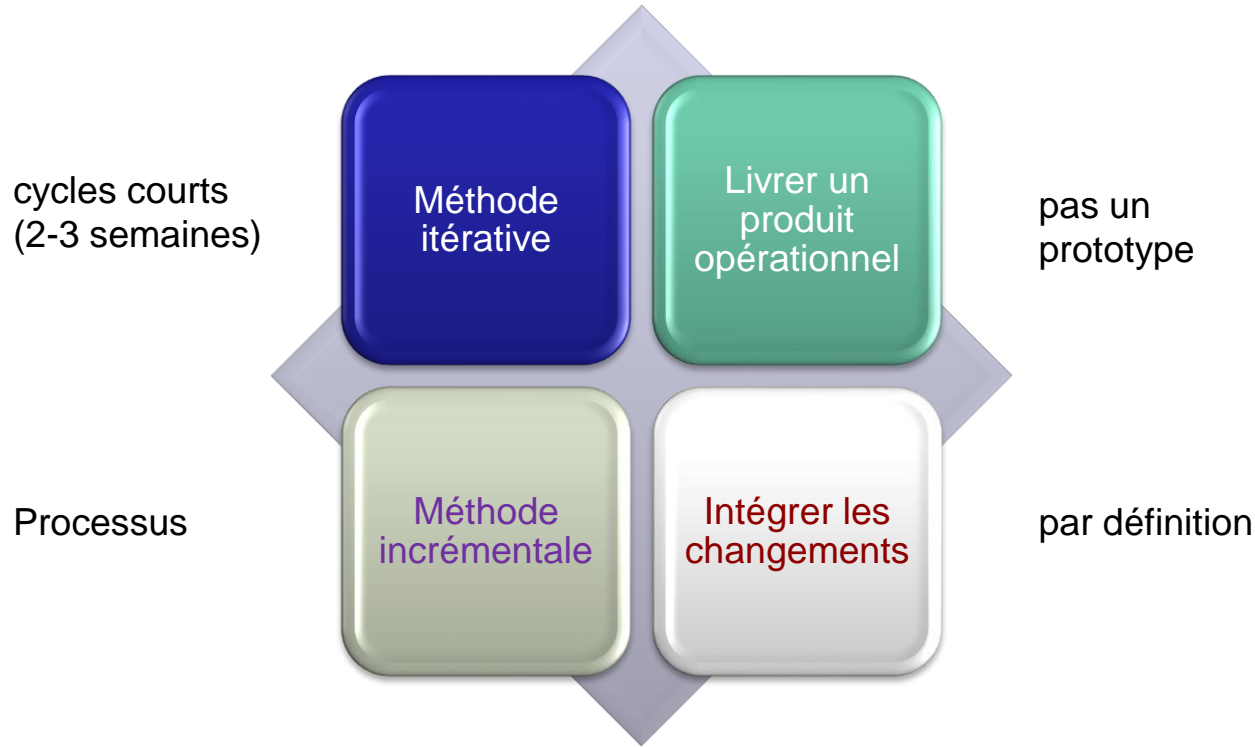 cycles courts
(2-3 semaines)
Méthode
itérative
Livrer un
produit
opérationnel
pas un
prototype
Processus
Méthode
incrémentale
Intégrer les
changements
par définition